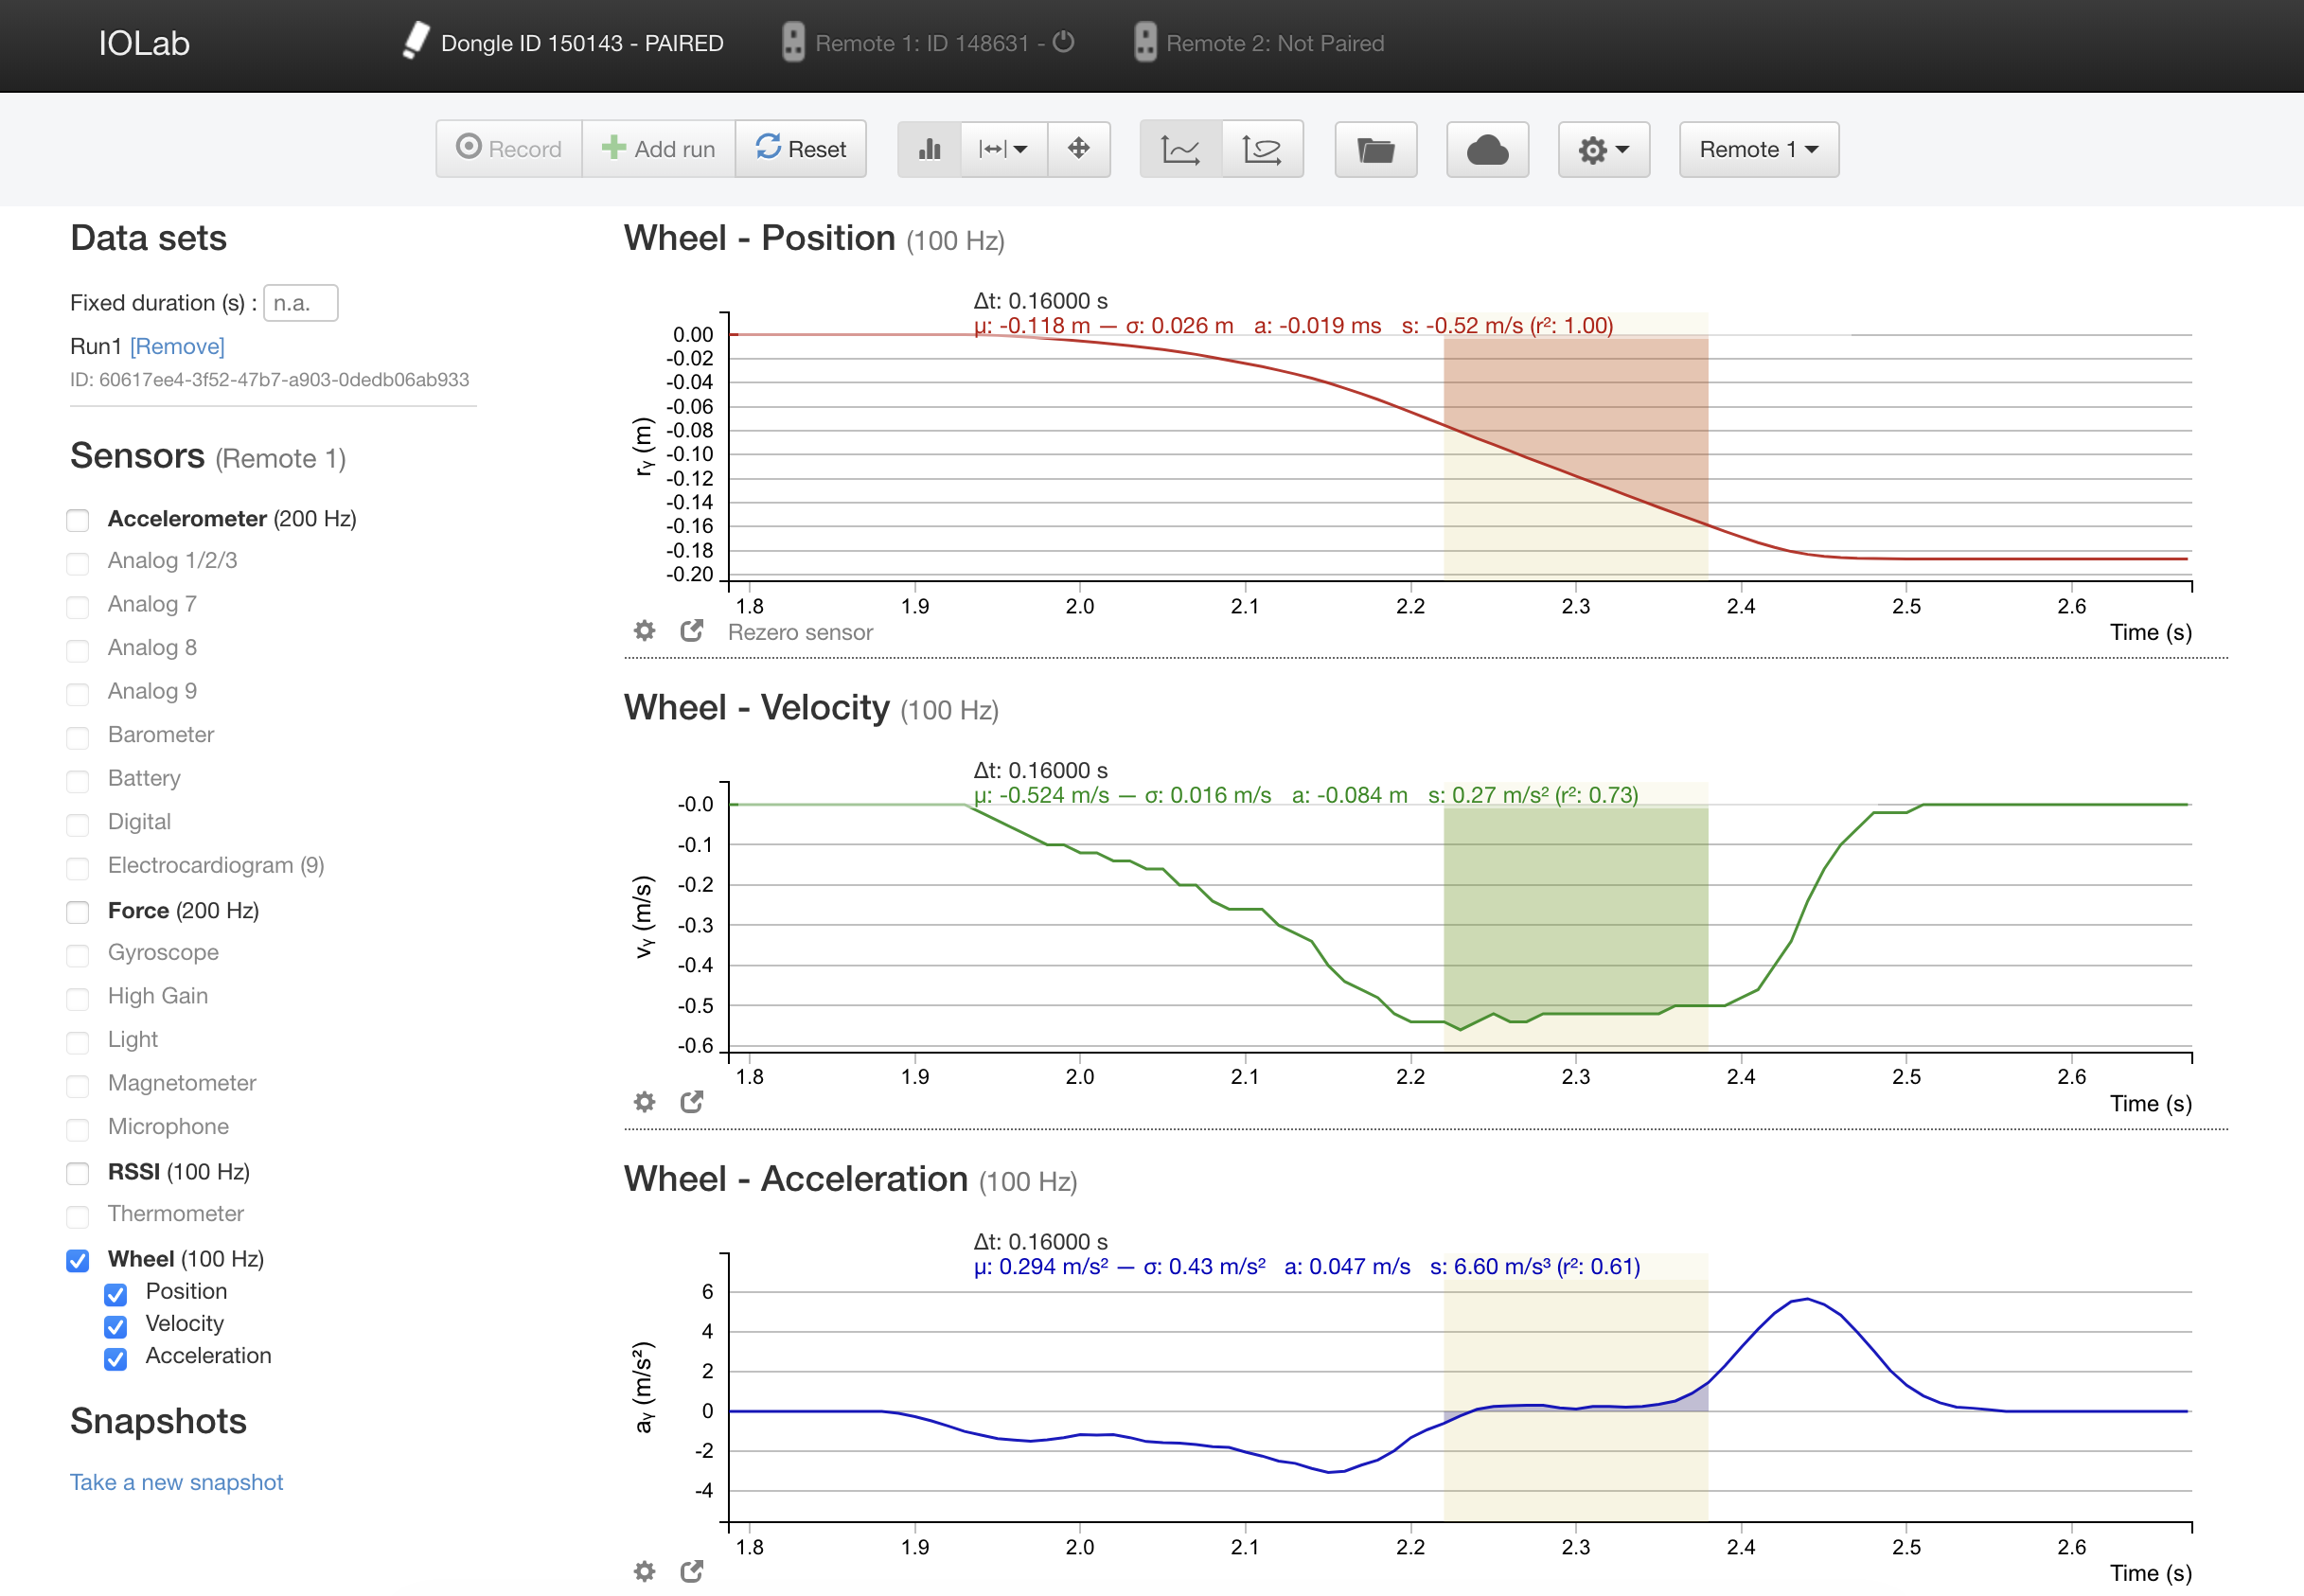 IOLab
Dongle ID 150143 - PAIRED
Remote 1: ID 148631 -
Remote 2: Not Paired
Record
Add run
Reset
Remote 1
Data sets
Fixed duration (s) : n.a.
Run1 [Remove]
ID: 60617ee4-3f52-47b7-a903-0dedb06ab933
Sensors (Remote 1)
Accelerometer (200 Hz)
Analog 1/2/3
Analog 7
Analog 8
Analog 9
Barometer
Battery
Digital
Electrocardiogram (9)
Force (200 Hz)
Gyroscope
High Gain
Light
Magnetometer
Microphone
RSSI (100 Hz)
Thermometer
Wheel (100 Hz)
Position
Velocity
Acceleration
Snapshots
Take a new snapshot
Wheel - Position (100 Hz)
Δt: 0.16000 s
μ: -0.118 m — σ: 0.026 m a: -0.019 ms s: -0.52 m/s (r²: 1.00)
0.00
-0.02
-0.04
-0.06
-0.08
-0.10
-0.12
-0.14
-0.16
-0.18
-0.20
rᵧ (m)
1.8 1.9 2.0 2.1 2.2 2.3 2.4 2.5 2.6
Rezero sensor
Time (s)
Wheel - Velocity (100 Hz)
Δt: 0.16000 s
μ: -0.524 m/s — σ: 0.016 m/s a: -0.084 m s: 0.27 m/s² (r²: 0.73)
-0.0
-0.1
-0.2
-0.3
-0.4
-0.5
-0.6
vᵧ (m/s)
1.8 1.9 2.0 2.1 2.2 2.3 2.4 2.5 2.6
Time (s)
Wheel - Acceleration (100 Hz)
Δt: 0.16000 s
μ: 0.294 m/s² — σ: 0.43 m/s² a: 0.047 m/s s: 6.60 m/s³ (r²: 0.61)
6
4
2
0
-2
-4
aᵧ (m/s²)
1.8 1.9 2.0 2.1 2.2 2.3 2.4 2.5 2.6
Time (s)